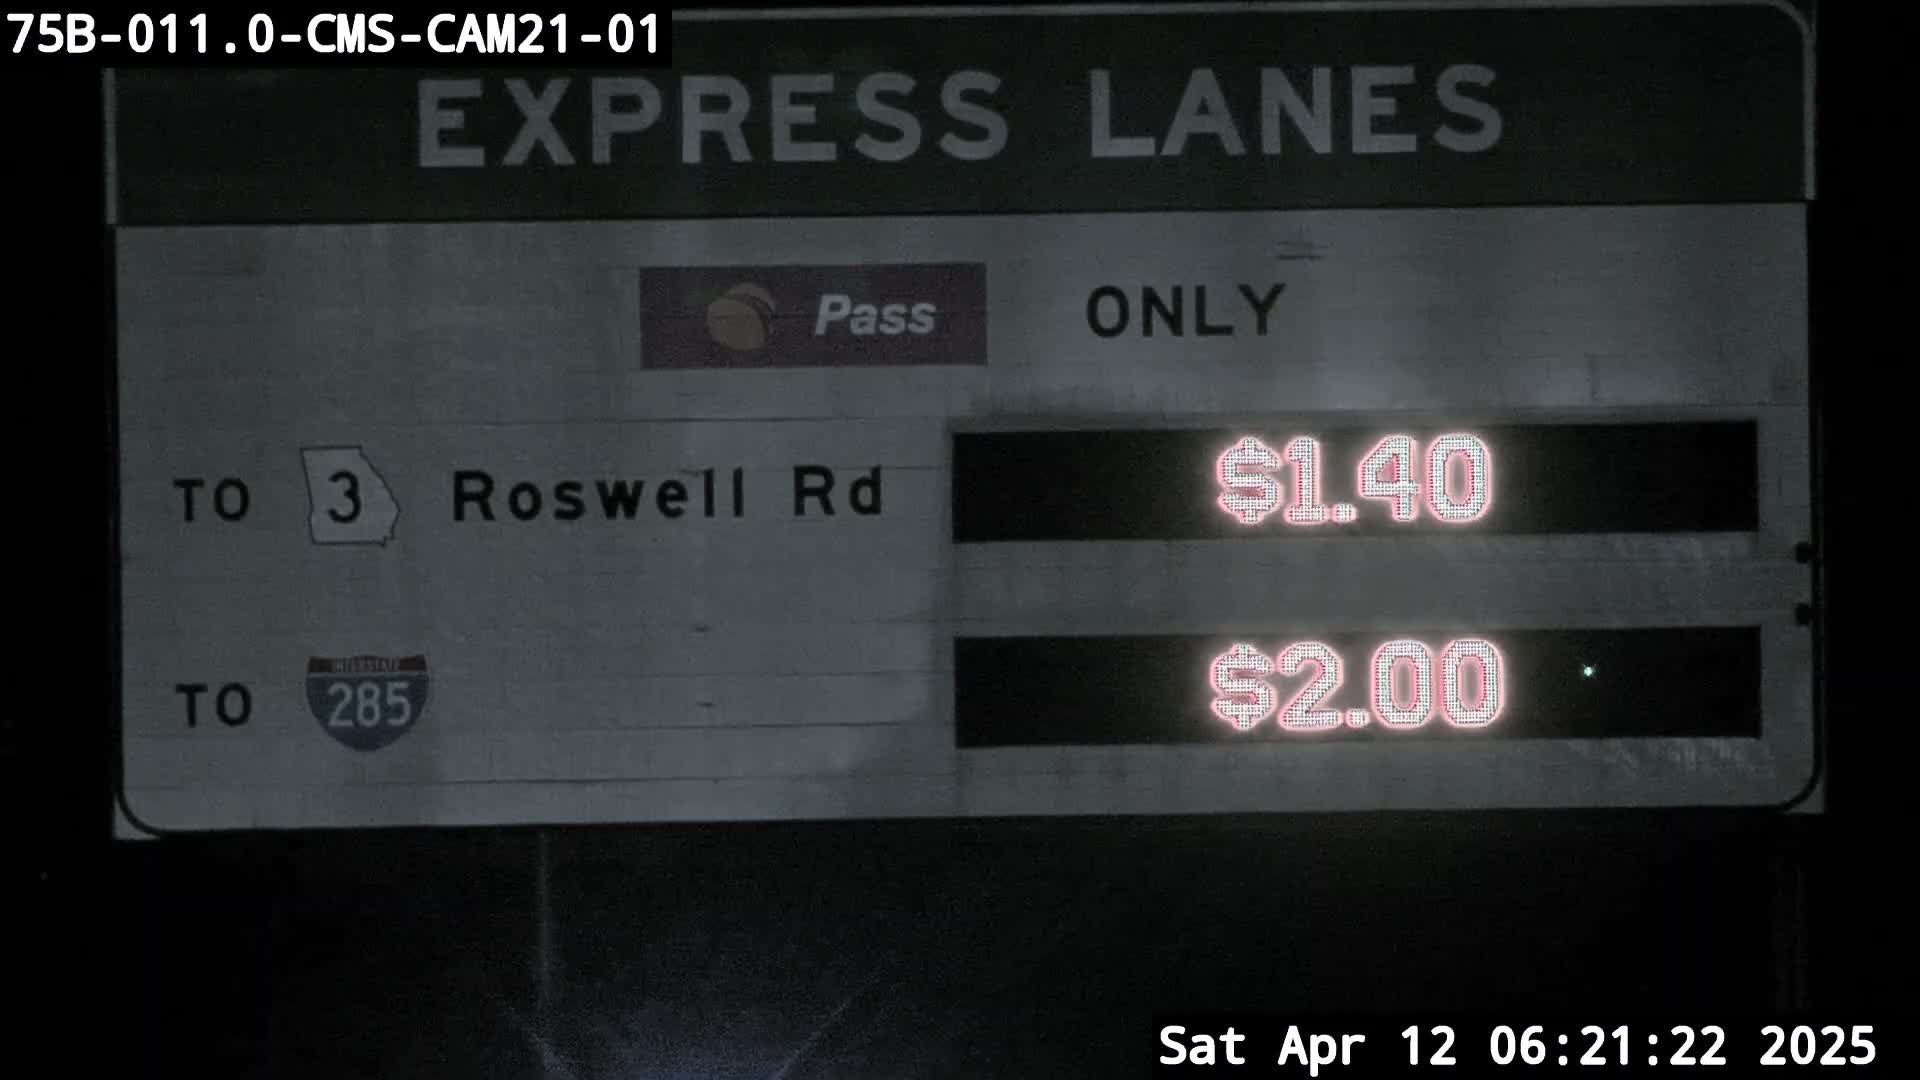 75B-011.0-CMS-CAM21-01
EXPRESS LANES
Pass ONLY
TO 3 Roswell Rd $1.40
TO 285 $2.00
Sat Apr 12 06:21:22 2025